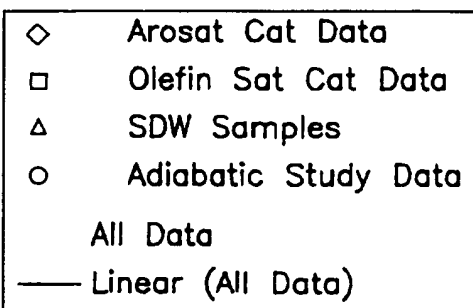 Arosat Cat Data
Olefin Sat Cat Data
SDW Samples
Adiabatic Study Data
All Data
Linear (All Data)